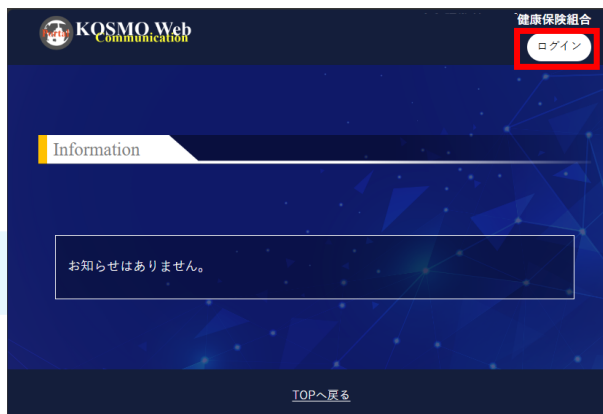 健康保険組合
Portal
KOSMO Web
Communication
ログイン
Information
お知らせはありません。
TOPへ戻る